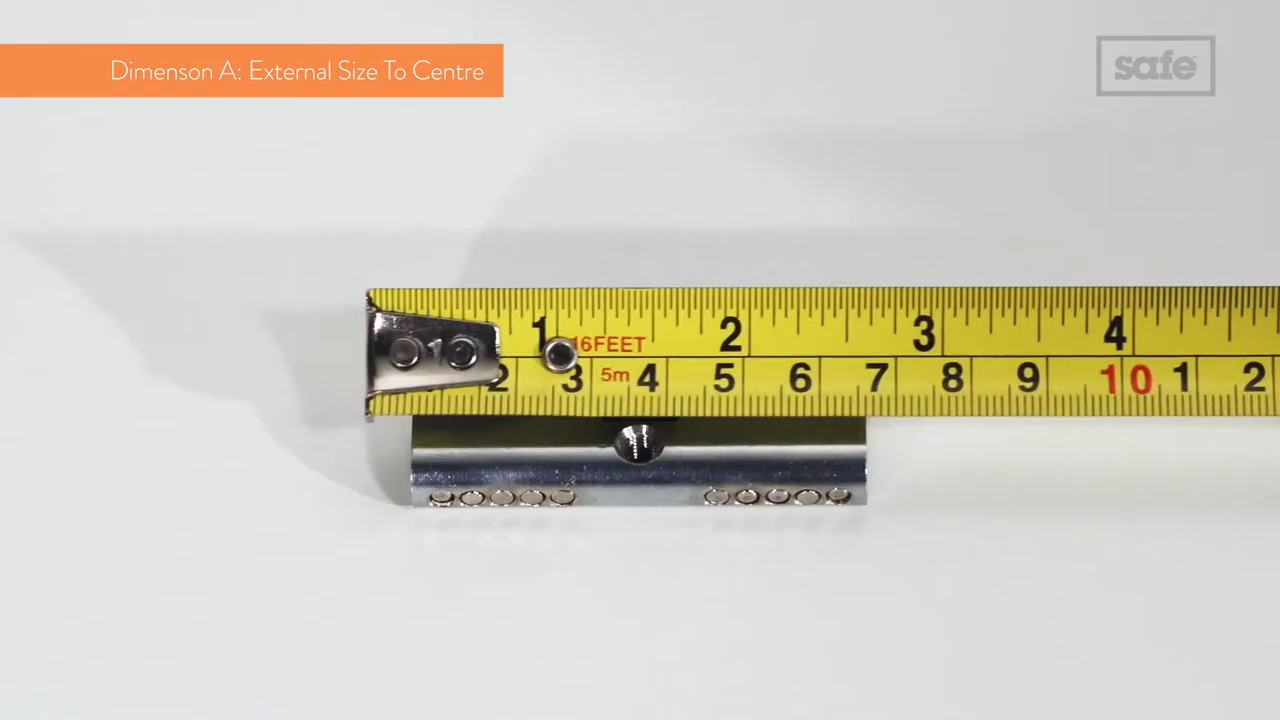 Dimenson A: External Size To Centre
safe
1 2 3 4
16FEET
1 2 3 5m 4 5 6 7 8 9 10 1 2